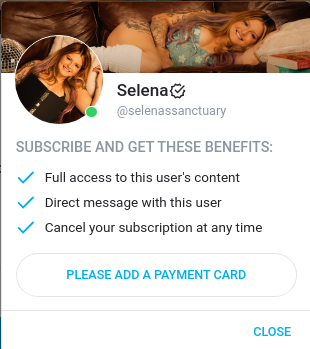 Selena
@selenassanctuary
SUBSCRIBE AND GET THESE BENEFITS:
Full access to this user's content
Direct message with this user
Cancel your subscription at any time
PLEASE ADD A PAYMENT CARD
CLOSE